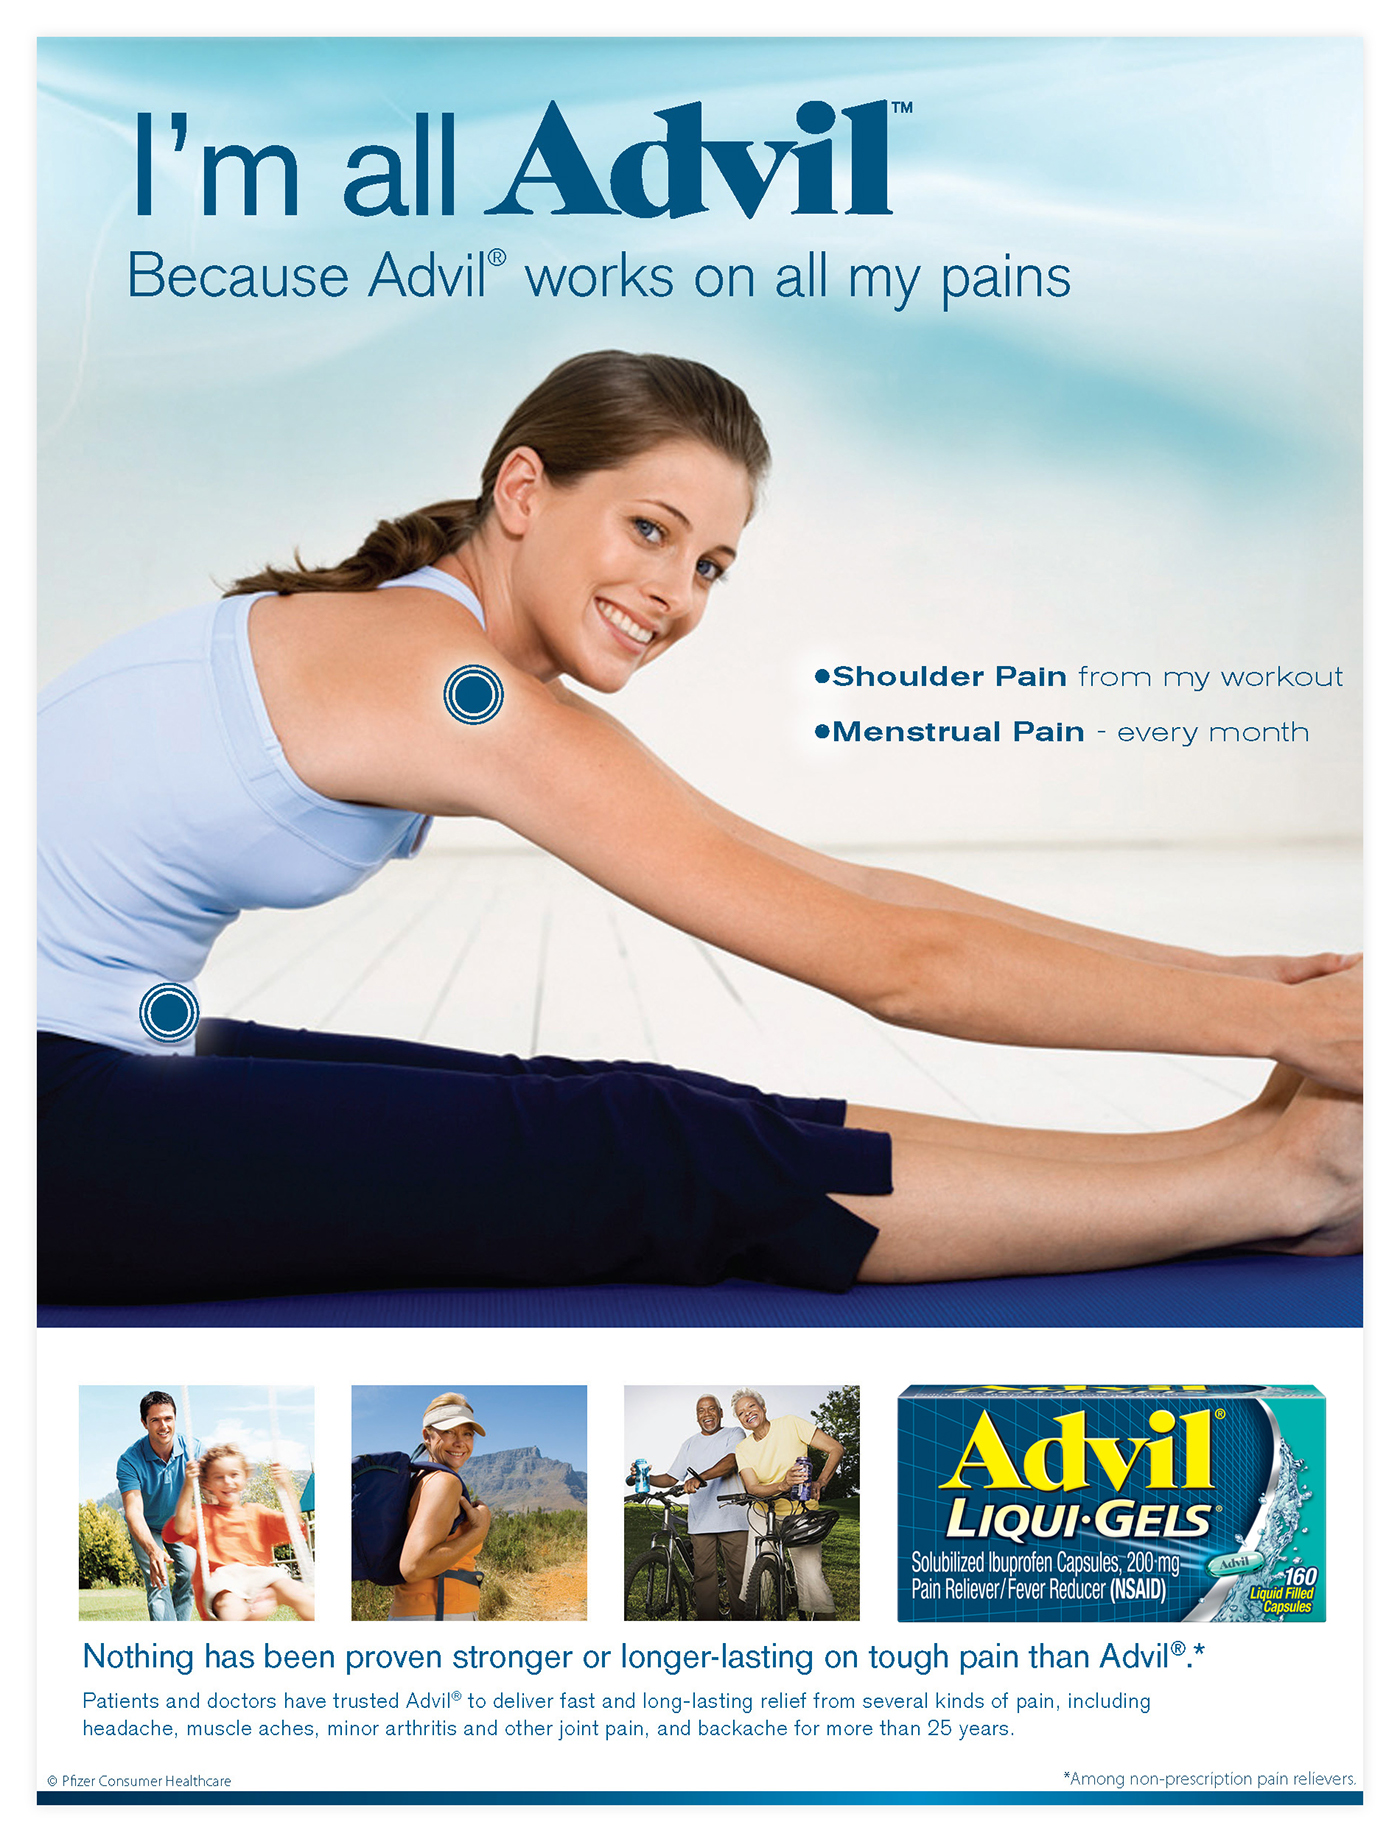 I'm all Advil™
Because Advil® works on all my pains
•Shoulder Pain from my workout
•Menstrual Pain - every month
Advil®
LIQUI•GELS®
Solubilized Ibuprofen Capsules, 200 mg
Pain Reliever/Fever Reducer (NSAID)
Advil
160
Liquid Filled
Capsules
Nothing has been proven stronger or longer-lasting on tough pain than Advil®.*
Patients and doctors have trusted Advil® to deliver fast and long-lasting relief from several kinds of pain, including
headache, muscle aches, minor arthritis and other joint pain, and backache for more than 25 years.
© Pfizer Consumer Healthcare
*Among non-prescription pain relievers.